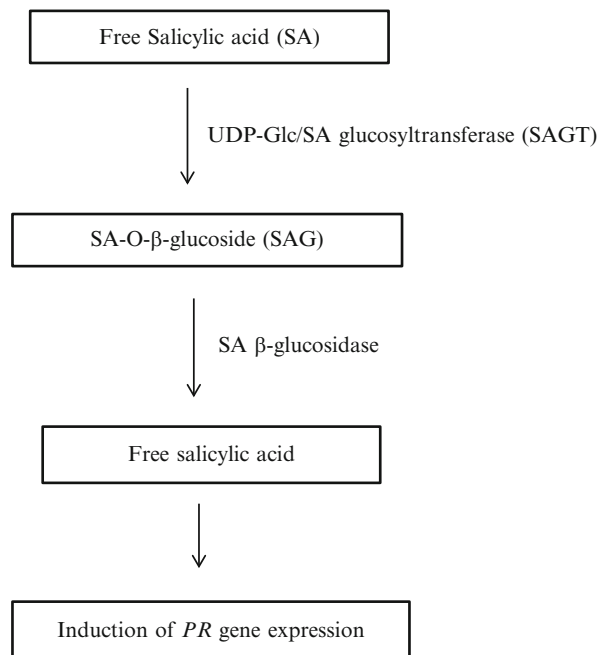 Free Salicylic acid (SA)
UDP-Glc/SA glucosyltransferase (SAGT)
SA-O-β-glucoside (SAG)
SA β-glucosidase
Free salicylic acid
Induction of PR gene expression